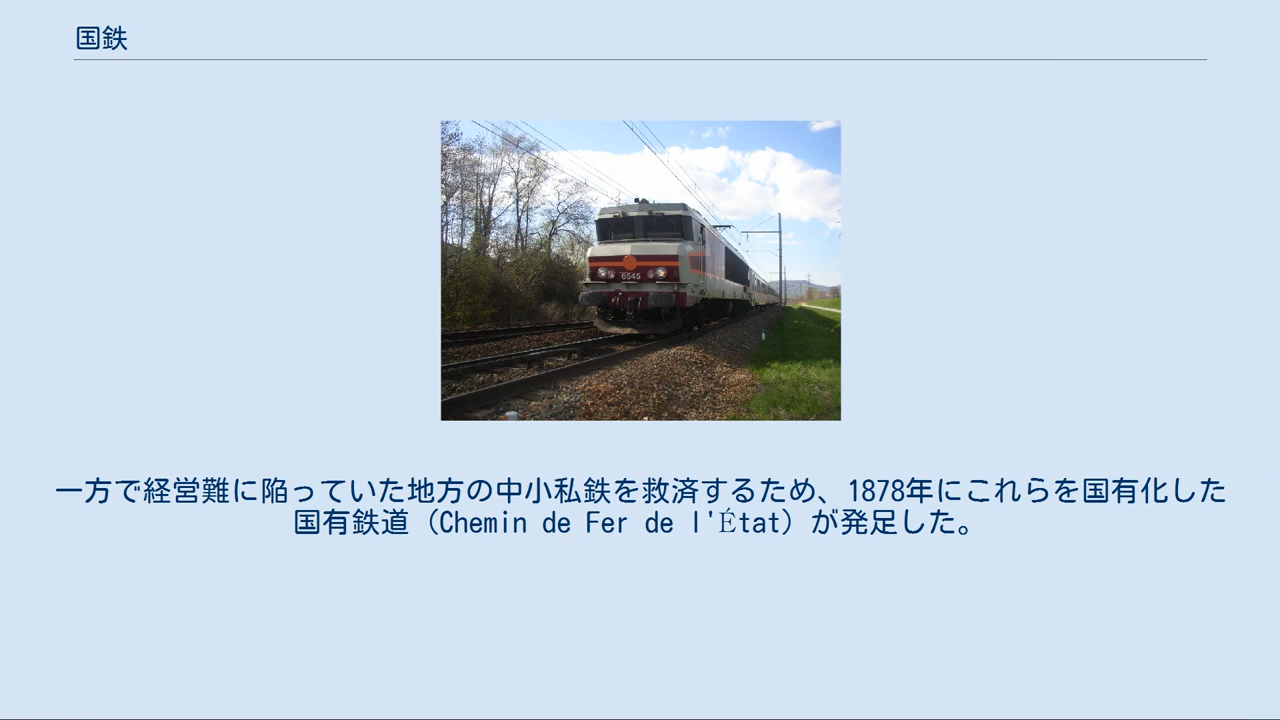 国鉄
6545
一方で経営難に陥っていた地方の中小私鉄を救済するため、1878年にこれらを国有化した
国有鉄道（Chemin de Fer de l'État）が発足した。